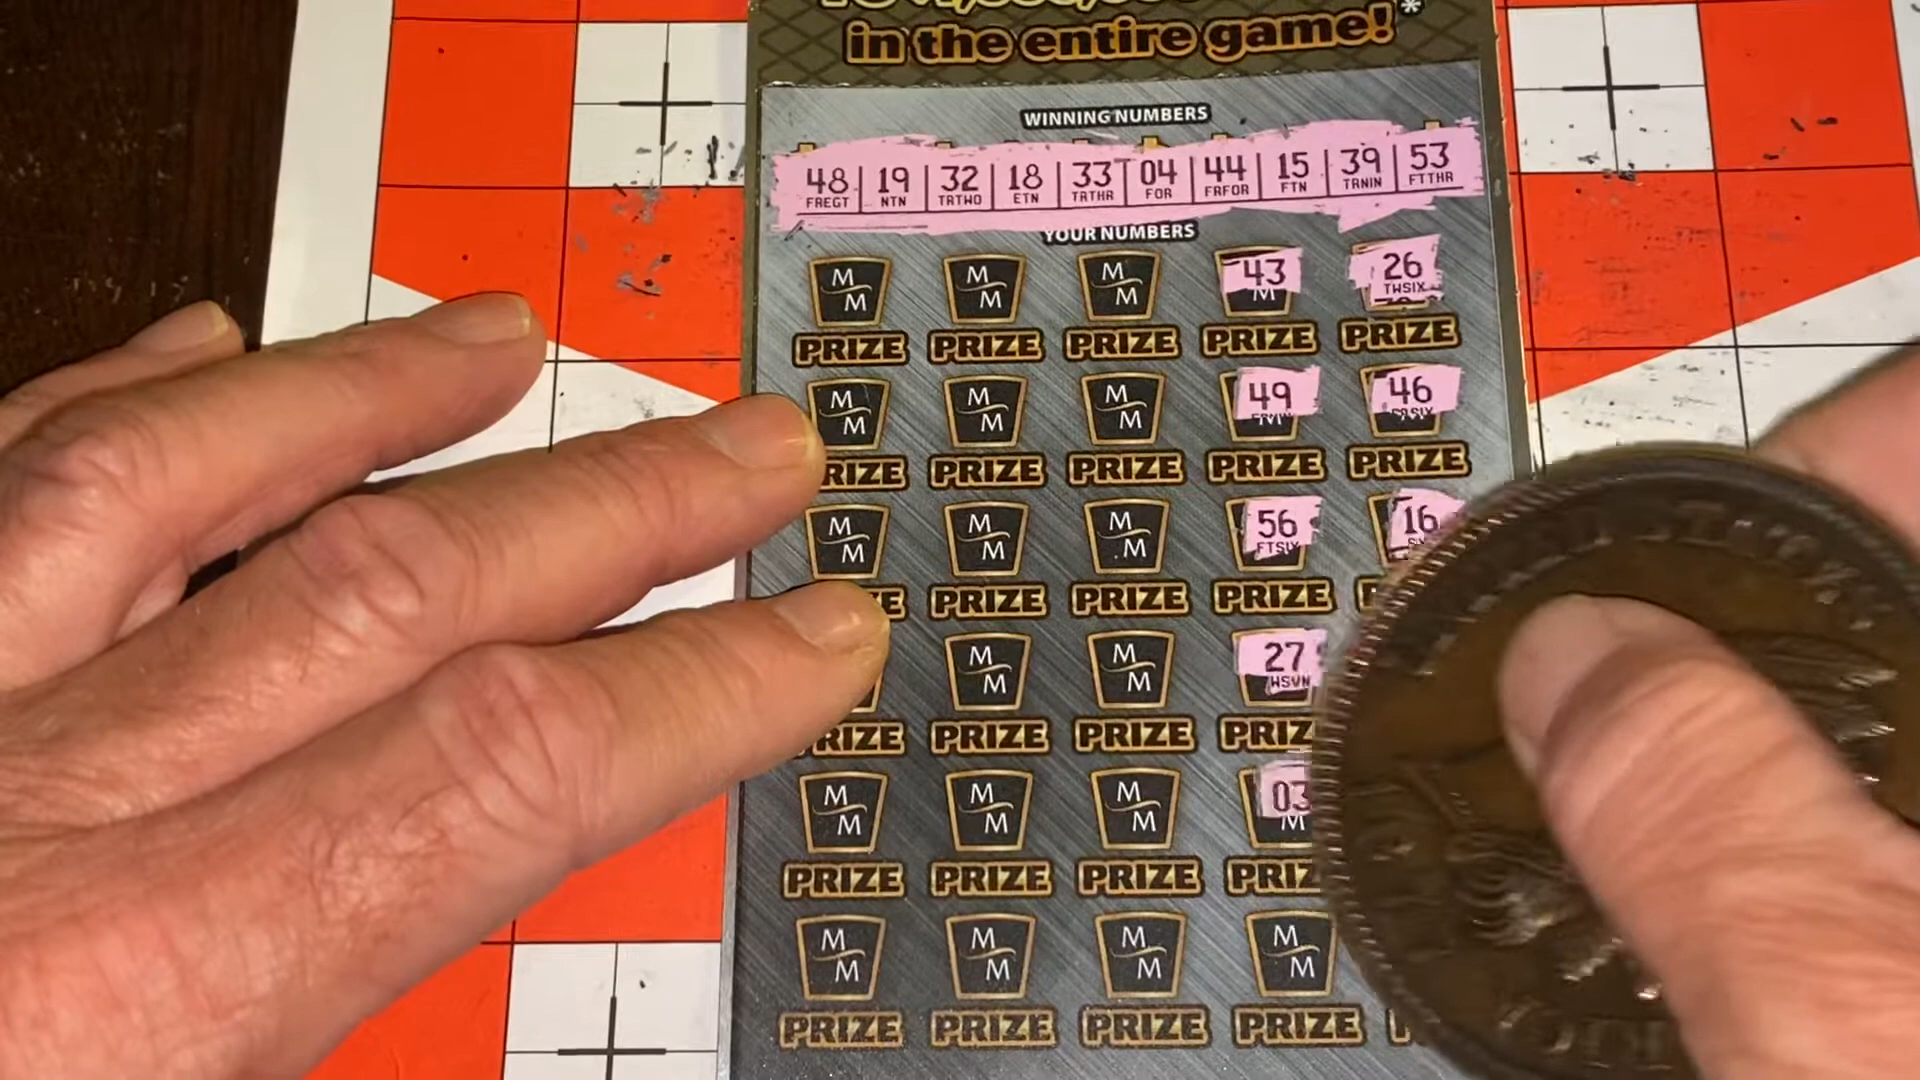 in the entire game!*
WINNING NUMBERS
48 19 32 18 33 04 44 15 39 53
FREGT NTN TRTWO ETN TRTHR FOR FRFOR FTN TRNIN FTTHR
YOUR NUMBERS
M M M M M M 43 26
TWSIX
PRIZE PRIZE PRIZE PRIZE PRIZE
M M M M M M 49 46
PRIZE PRIZE PRIZE PRIZE
M M M M M M 56 16
FTSIX
PRIZE PRIZE PRIZE
M M M M 27
PRIZE PRIZE
M M M M M M 03
PRIZE PRIZE PRIZE
M M M M M M M M
PRIZE PRIZE PRIZE PRIZE